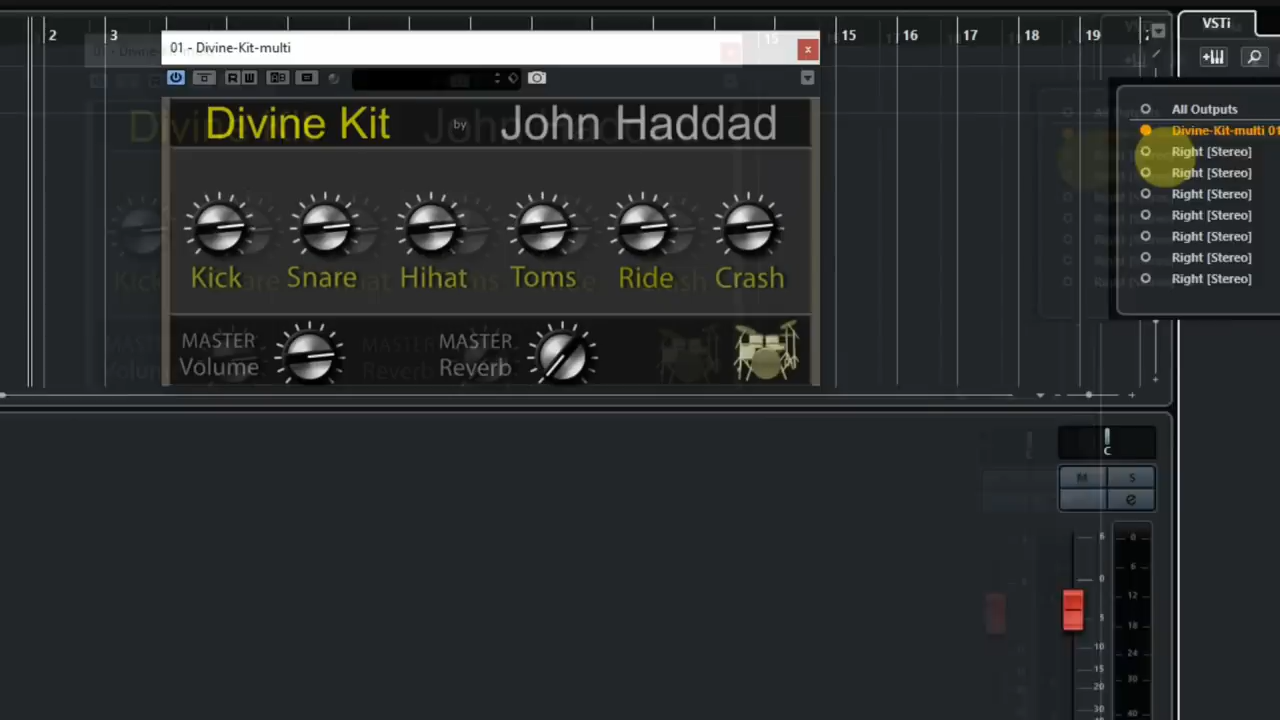 2 3 15 15 16 17 18 19
VSTi
01 - Divine-Kit-multi
R W
Divine Kit by John Haddad
Kick Snare Hihat Toms Ride Crash
MASTER Volume
MASTER Reverb
All Outputs
Divine-Kit-multi 01
Right [Stereo]
Right [Stereo]
Right [Stereo]
Right [Stereo]
Right [Stereo]
Right [Stereo]
Right [Stereo]
C
M S
e
6 0
0 6
5 12
10 18
15 24
20 30
30 40